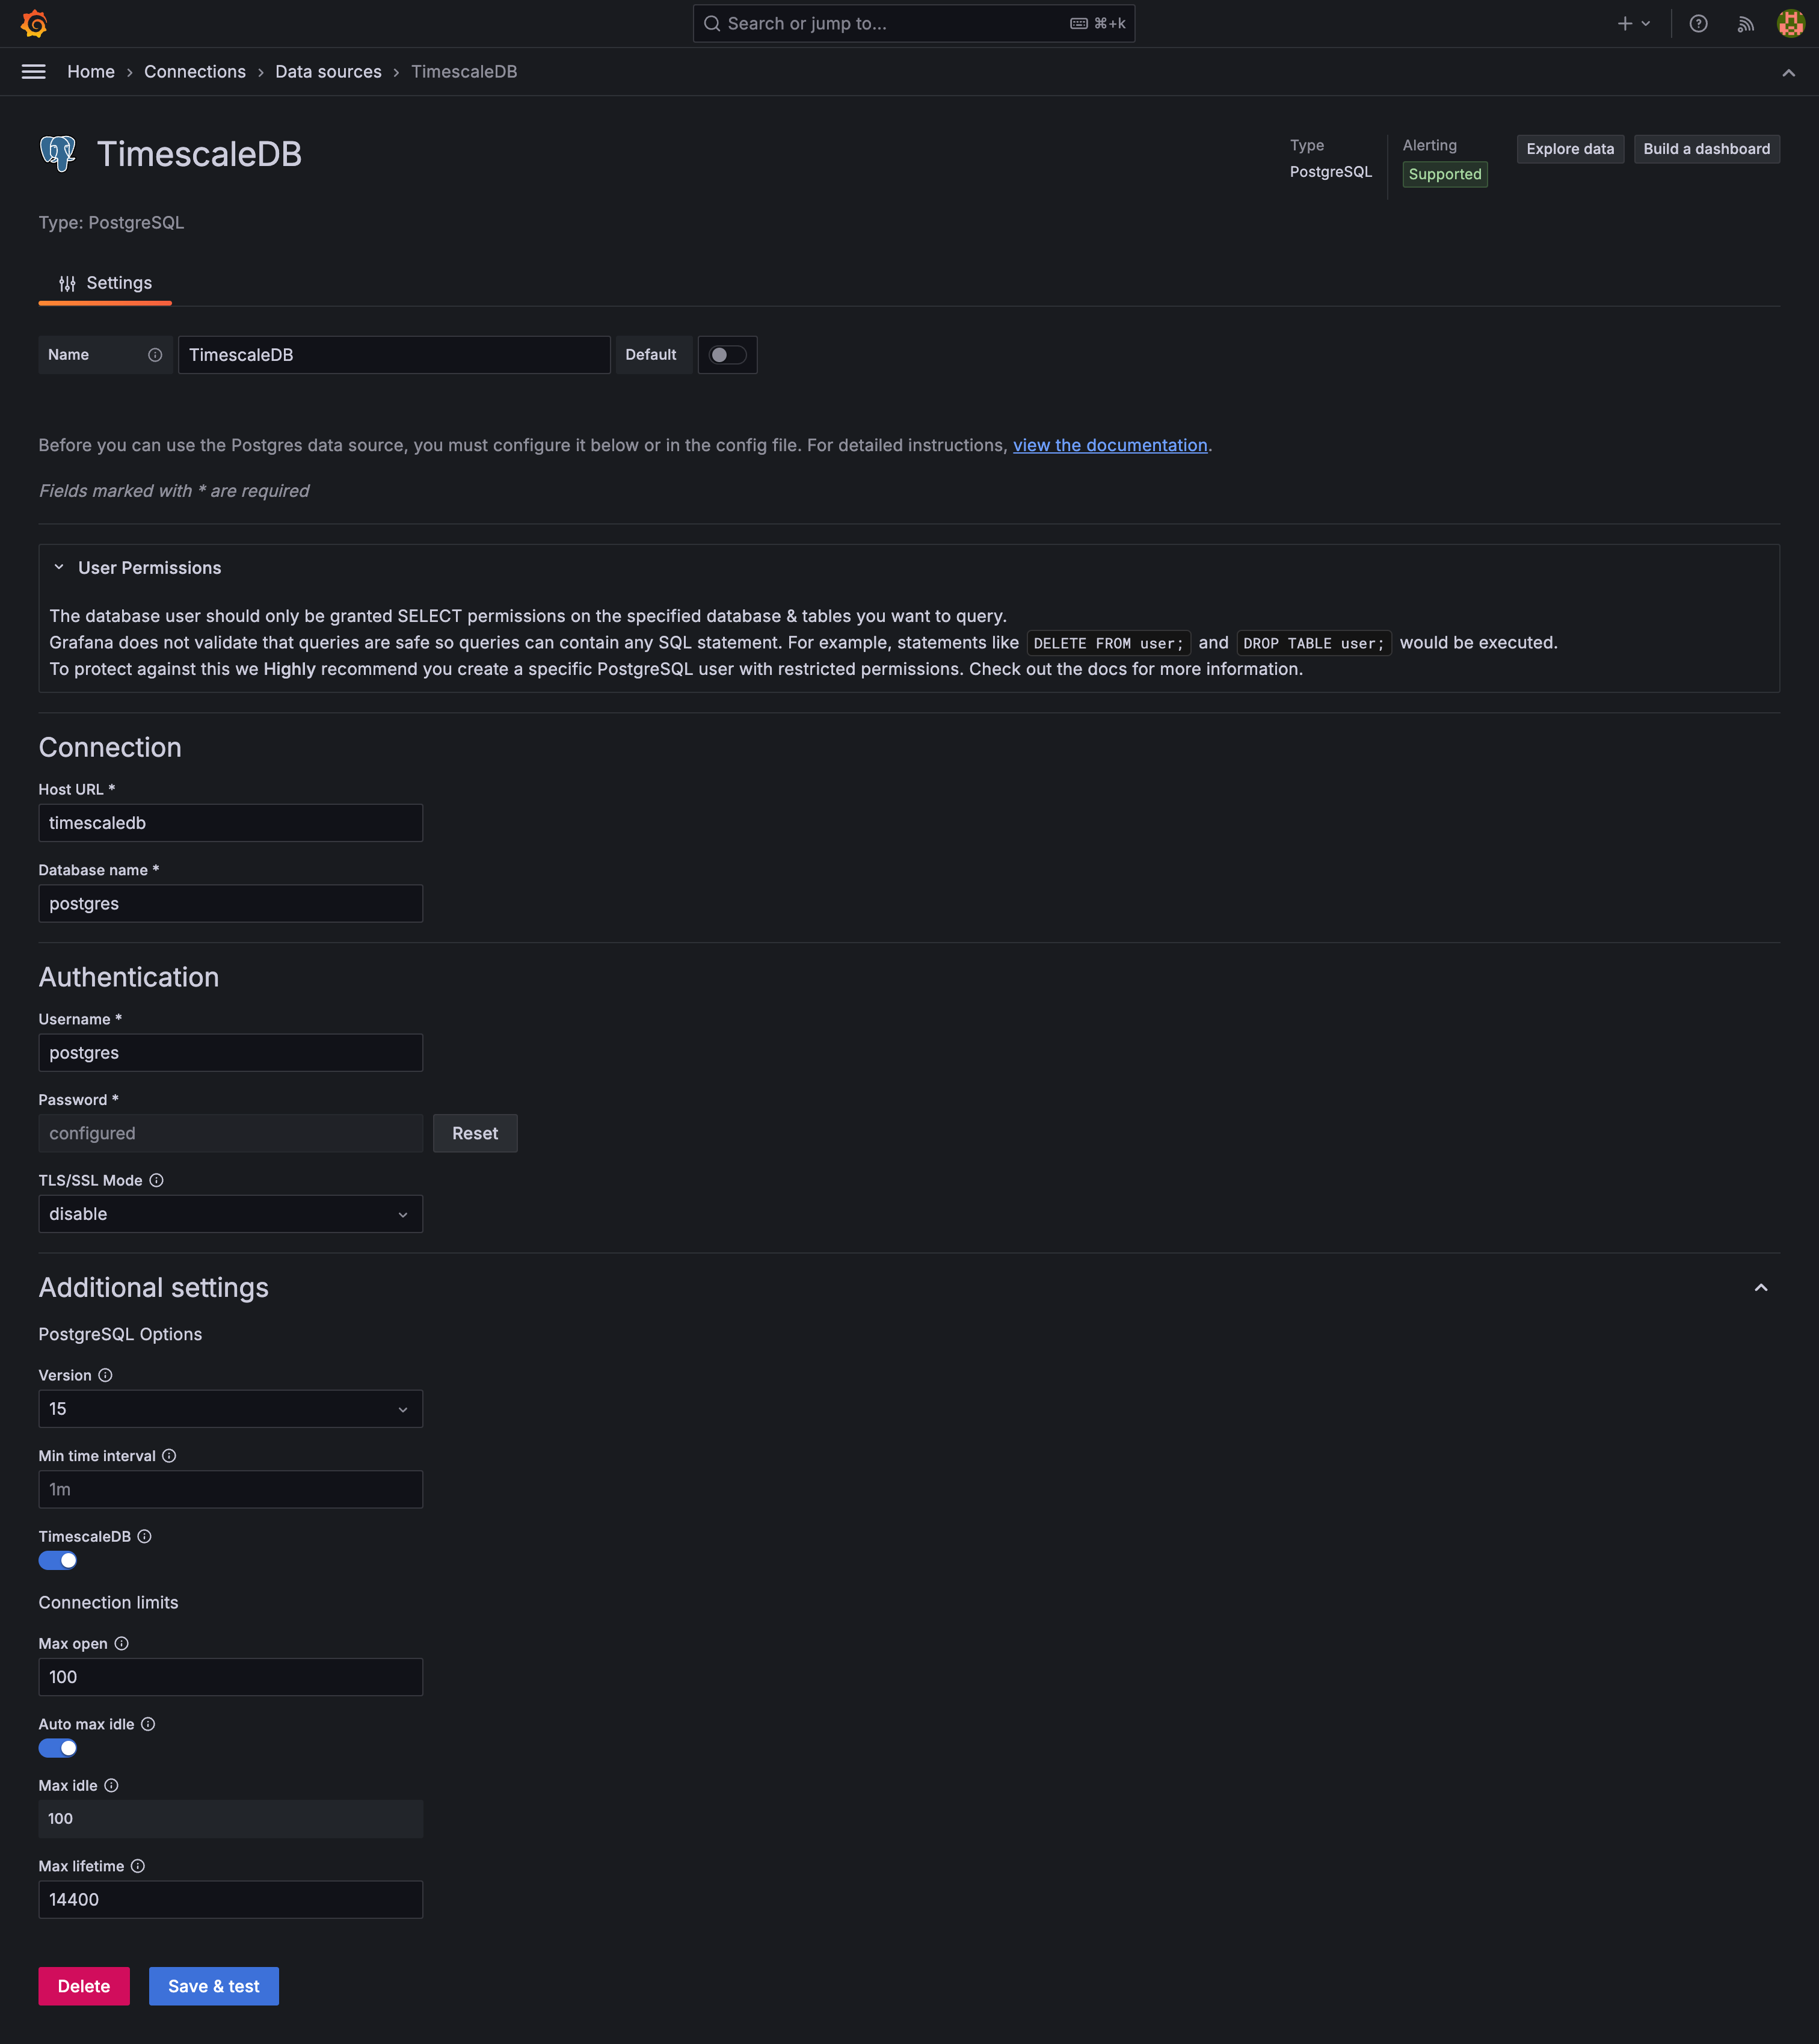 Search or jump to...
⌘+k
Home › Connections › Data sources › TimescaleDB
TimescaleDB
Type
PostgreSQL
Alerting
Supported
Explore data
Build a dashboard
Type: PostgreSQL
Settings
Name
TimescaleDB
Default
Before you can use the Postgres data source, you must configure it below or in the config file. For detailed instructions, view the documentation.
Fields marked with * are required
User Permissions
The database user should only be granted SELECT permissions on the specified database & tables you want to query.
Grafana does not validate that queries are safe so queries can contain any SQL statement. For example, statements like DELETE FROM user; and DROP TABLE user; would be executed.
To protect against this we Highly recommend you create a specific PostgreSQL user with restricted permissions. Check out the docs for more information.
Connection
Host URL *
timescaledb
Database name *
postgres
Authentication
Username *
postgres
Password *
configured
Reset
TLS/SSL Mode
disable
Additional settings
PostgreSQL Options
Version
15
Min time interval
1m
TimescaleDB
Connection limits
Max open
100
Auto max idle
Max idle
100
Max lifetime
14400
Delete
Save & test